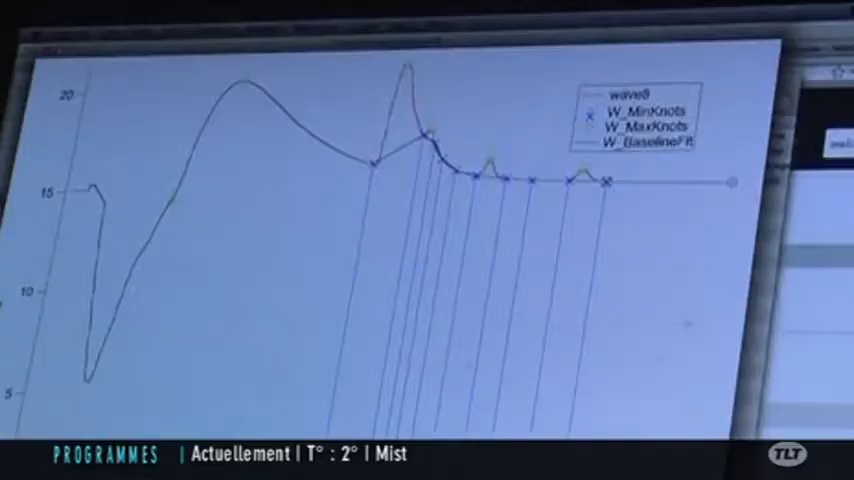 20
15
10
5
wave8
W_MinKnots
W_MaxKnots
W_BaselineFit
PROGRAMMES | Actuellement | T° : 2° | Mist
TLT